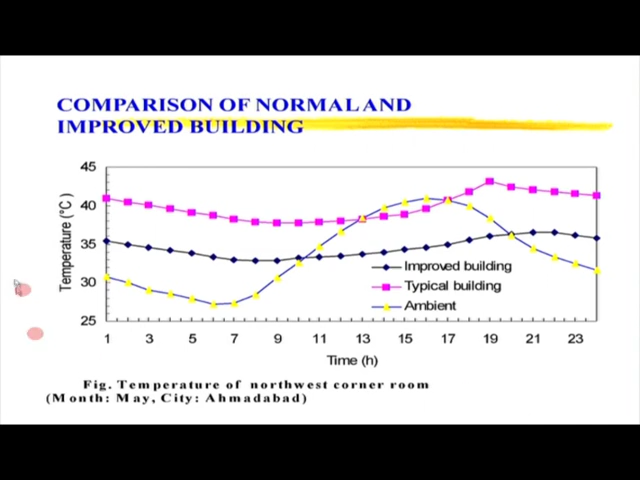 COMPARISON OF NORMAL AND
IMPROVED BUILDING
45
40
35
30
25
Temperature (°C )
Improved building
Typical building
Ambient
1 3 5 7 9 11 13 15 17 19 21 23
Time (h)
Fig. Temperature of northwest corner room
(Month: May, City: Ahmadabad)